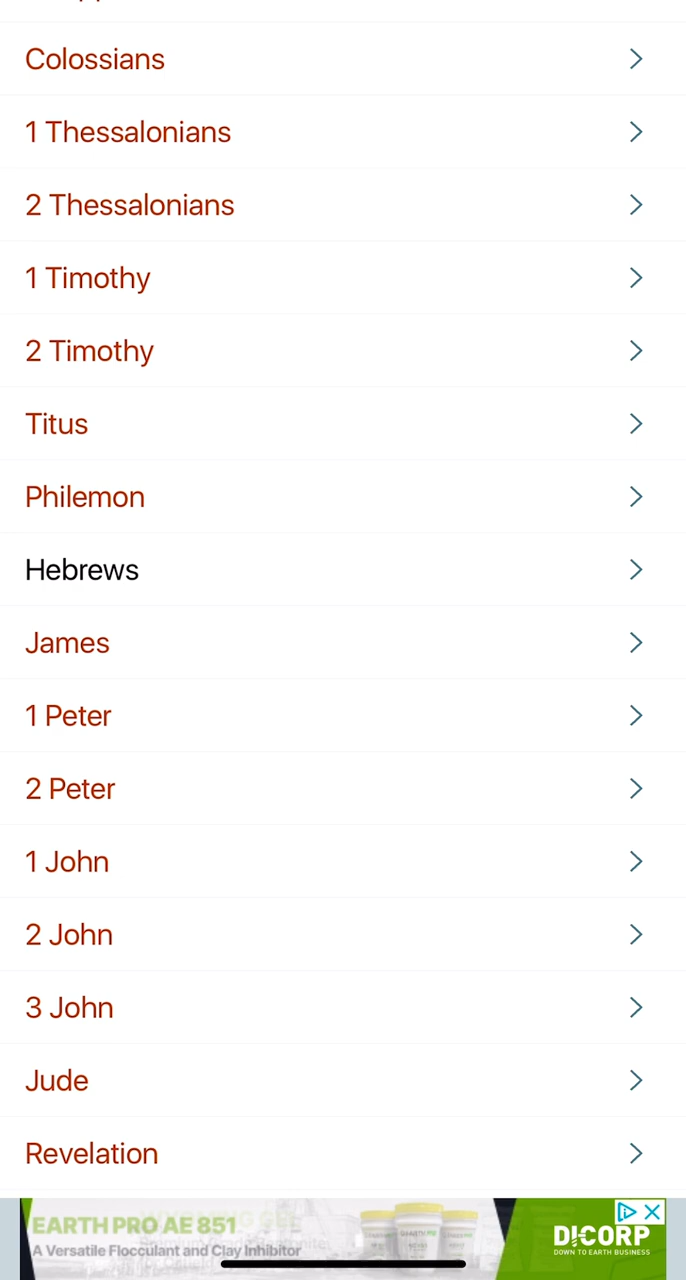 Colossians
1 Thessalonians
2 Thessalonians
1 Timothy
2 Timothy
Titus
Philemon
Hebrews
James
1 Peter
2 Peter
1 John
2 John
3 John
Jude
Revelation
EARTH PRO AE 851
A Versatile Flocculant and Clay Inhibitor
DICORP
DOWN TO EARTH BUSINESS